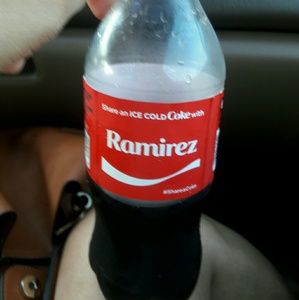 Share an ICE COLD Coke with
Ramirez
#ShareaCoke